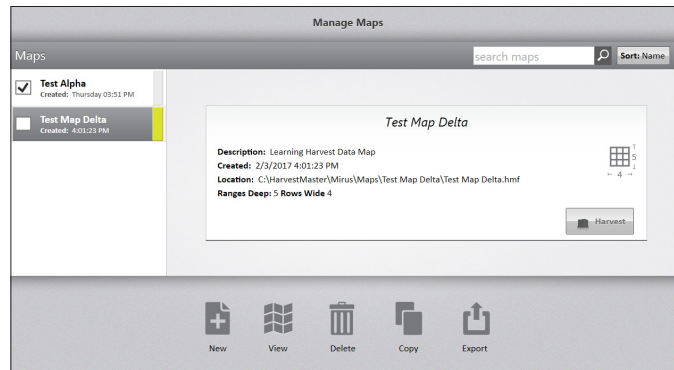 Manage Maps
Maps
search maps
Sort: Name
Test Alpha
Created: Thursday 03:51 PM
Test Map Delta
Created: 4:01:23 PM
Test Map Delta
Description: Learning Harvest Data Map
Created: 2/3/2017 4:01:23 PM
Location: C:\HarvestMaster\Mirus\Maps\Test Map Delta\Test Map Delta.hmf
Ranges Deep: 5 Rows Wide 4
5
4
Harvest
New
View
Delete
Copy
Export